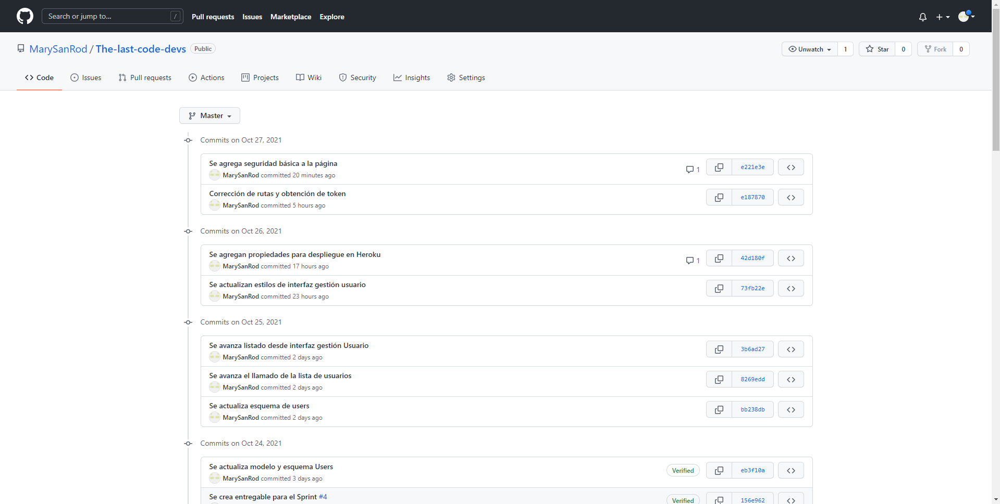 Search or jump to... /
Pull requests Issues Marketplace Explore
MarySanRod / The-last-code-devs Public
Unwatch 1 Star 0 Fork 0
Code Issues Pull requests Actions Projects Wiki Security Insights Settings
Master
Commits on Oct 27, 2021
Se agrega seguridad básica a la página
MarySanRod committed 20 minutes ago
1 e221e3e
Corrección de rutas y obtención de token
MarySanRod committed 5 hours ago
e187870
Commits on Oct 26, 2021
Se agregan propiedades para despliegue en Heroku
MarySanRod committed 17 hours ago
1 42d180f
Se actualizan estilos de interfaz gestión usuario
MarySanRod committed 23 hours ago
73fb22e
Commits on Oct 25, 2021
Se avanza listado desde interfaz gestión Usuario
MarySanRod committed 2 days ago
3b6ad27
Se avanza el llamado de la lista de usuarios
MarySanRod committed 2 days ago
8269edd
Se actualiza esquema de users
MarySanRod committed 2 days ago
bb238db
Commits on Oct 24, 2021
Se actualiza modelo y esquema Users
MarySanRod committed 3 days ago
Verified eb3f10a
Se crea entregable para el Sprint #4
Verified 156e962